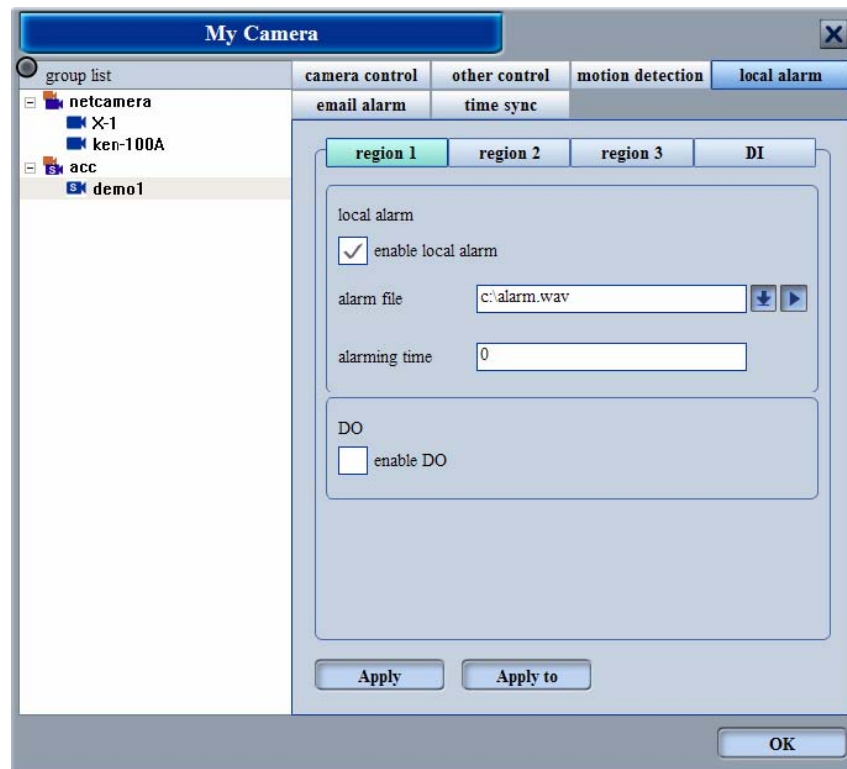 My Camera
group list
netcamera
X-1
ken-100A
acc
demo1
camera control other control motion detection local alarm
email alarm time sync
region 1 region 2 region 3 DI
local alarm
enable local alarm
alarm file c:\alarm.wav
alarming time 0
DO
enable DO
Apply Apply to
OK